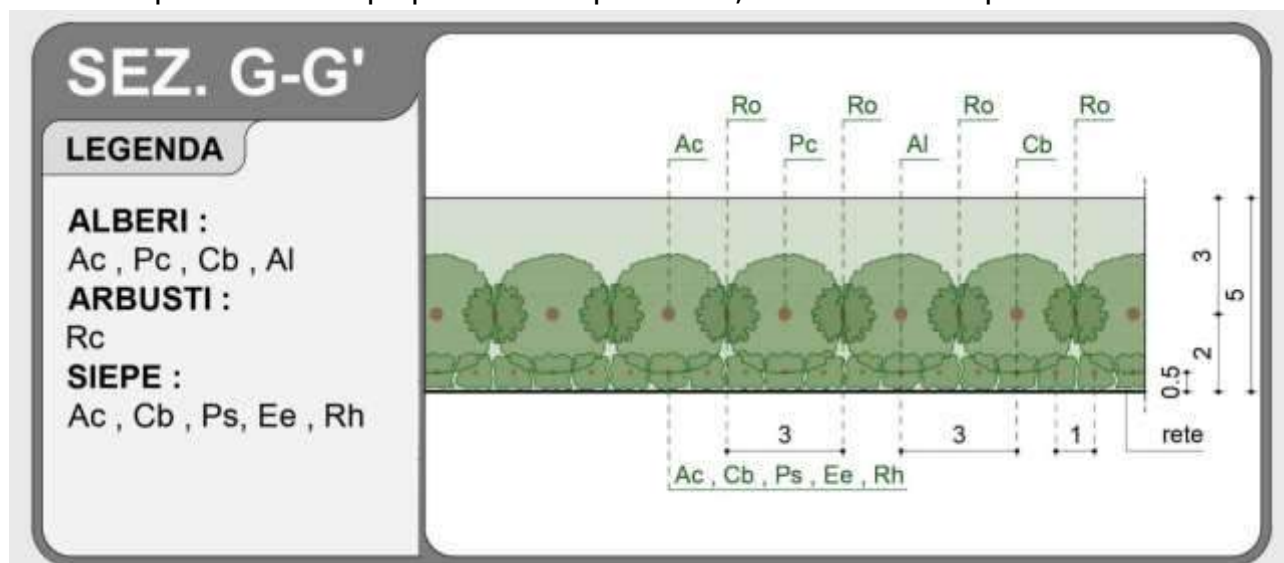 SEZ. G-G'
LEGENDA
ALBERI :
Ac , Pc , Cb , Al
ARBUSTI :
Rc
SIEPE :
Ac , Cb , Ps, Ee , Rh
Ro Ro Ro Ro
Ac Pc Al Cb
3
5
2
0.5
3 3 1 rete
Ac , Cb , Ps , Ee , Rh